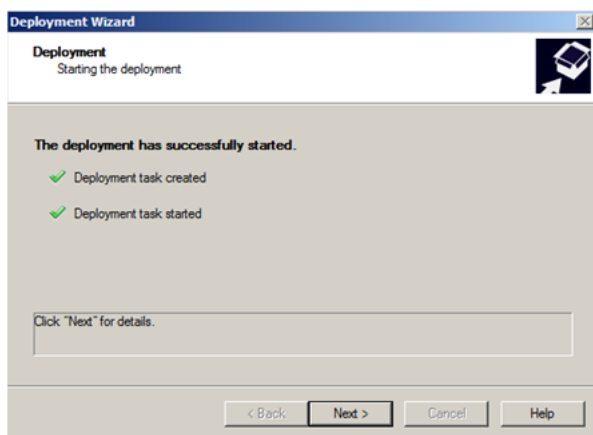 Deployment Wizard
Deployment
Starting the deployment
The deployment has successfully started.
Deployment task created
Deployment task started
Click "Next" for details.
< Back
Next >
Cancel
Help